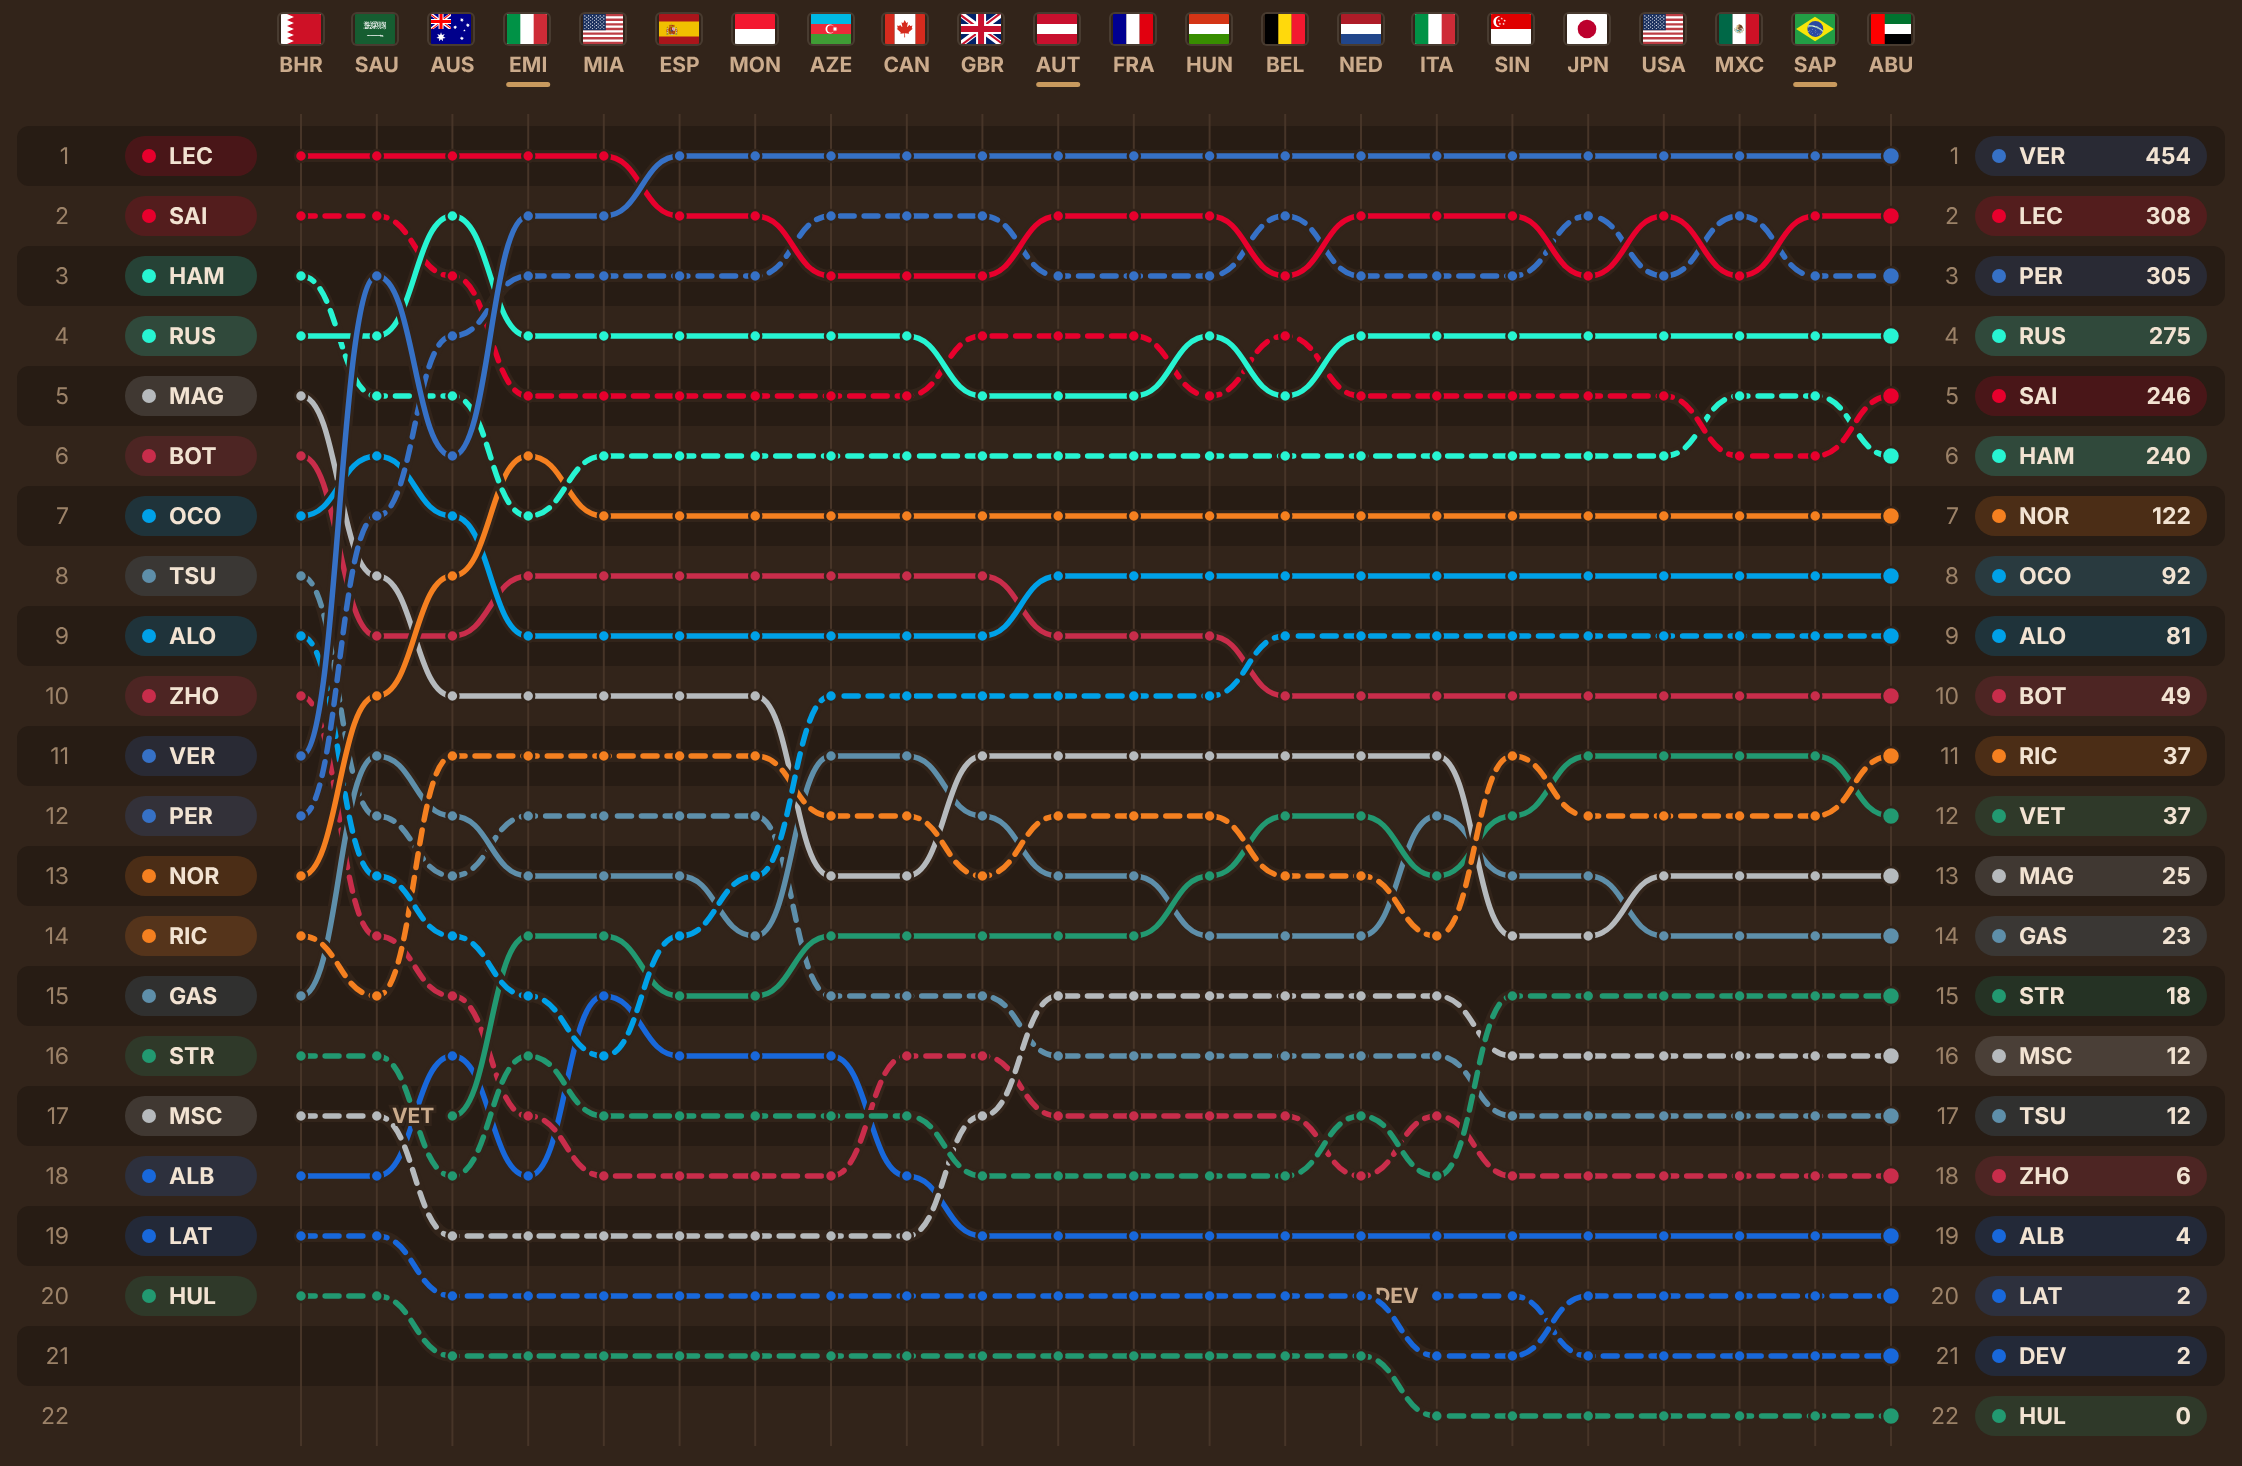 BHR SAU AUS EMI MIA ESP MON AZE CAN GBR AUT FRA HUN BEL NED ITA SIN JPN USA MXC SAP ABU
1 LEC 1 VER 454
2 SAI 2 LEC 308
3 HAM 3 PER 305
4 RUS 4 RUS 275
5 MAG 5 SAI 246
6 BOT 6 HAM 240
7 OCO 7 NOR 122
8 TSU 8 OCO 92
9 ALO 9 ALO 81
10 ZHO 10 BOT 49
11 VER 11 RIC 37
12 PER 12 VET 37
13 NOR 13 MAG 25
14 RIC 14 GAS 23
15 GAS 15 STR 18
16 STR 16 MSC 12
17 MSC VET 17 TSU 12
18 ALB 18 ZHO 6
19 LAT 19 ALB 4
20 HUL DEV 20 LAT 2
21 21 DEV 2
22 22 HUL 0